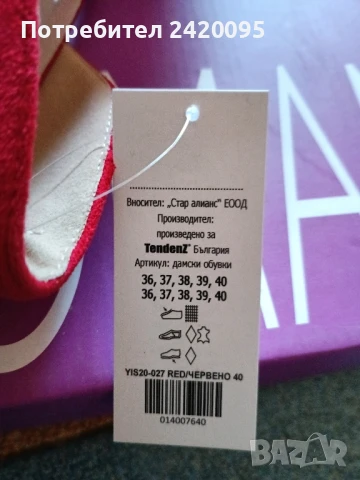 Потребител 2420095
Вносител: „Стар алианс" ЕООД
Производител:
произведено за
TendenZ® България
Артикул: дамски обувки
36, 37, 38, 39, 40
36, 37, 38, 39, 40
YIS20-027 RED/ЧЕРВЕНО 40
014007640
BAZAR